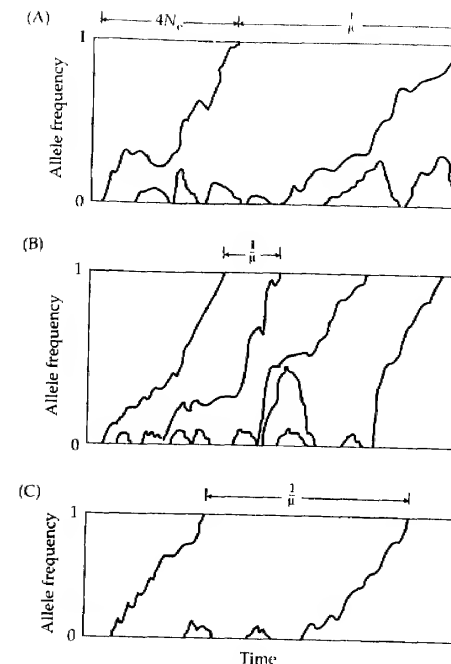 (A)
4Nₑ
1/μ
Allele frequency
1
0
(B)
1/μ
Allele frequency
1
0
(C)
1/μ
Allele frequency
1
0
Time